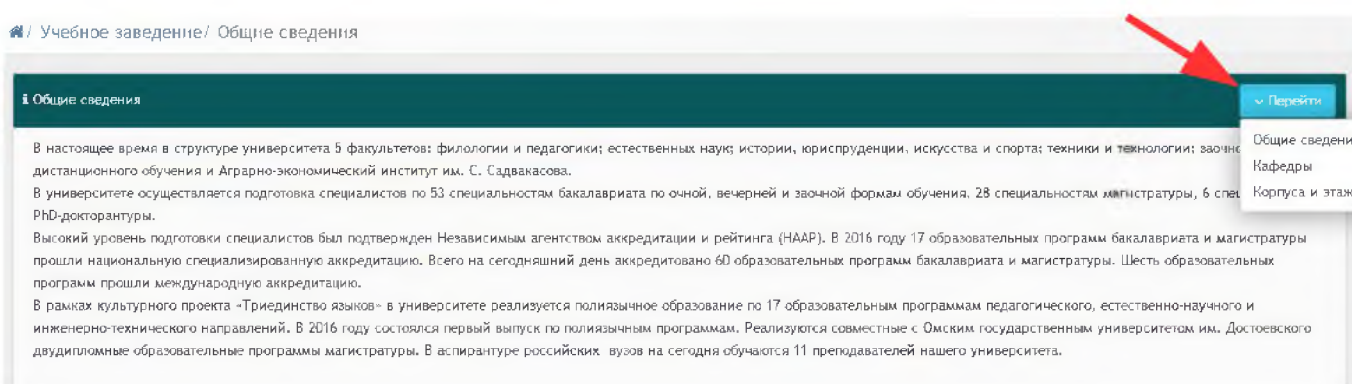 / Учебное заведение/ Общие сведения
i Общие сведения
Перейти
Общие сведени
Кафедры
Корпуса и этаж
В настоящее время в структуре университета 5 факультетов: филологии и педагогики; естественных наук; истории, юриспруденции, искусства и спорта; техники и технологии; заочн
дистанционного обучения и Аграрно-экономический институт им. С. Садвакасова.
В университете осуществляется подготовка специалистов по 53 специальностям бакалавриата по очной, вечерней и заочной формам обучения, 28 специальностям магистратуры, 6 спец
PhD-докторантуры.
Высокий уровень подготовки специалистов был подтвержден Независимым агентством аккредитации и рейтинга (НААР). В 2016 году 17 образовательных программ бакалавриата и магистратуры
прошли национальную специализированную аккредитацию. Всего на сегодняшний день аккредитовано 60 образовательных программ бакалавриата и магистратуры. Шесть образовательных
программ прошли международную аккредитацию.
В рамках культурного проекта «Триединство языков» в университете реализуется полиязычное образование по 17 образовательным программам педагогического, естественно-научного и
инженерно-технического направлений. В 2016 году состоялся первый выпуск по полиязычным программам. Реализуются совместные с Омским государственным университетом им. Достоевского
двудипломные образовательные программы магистратуры. В аспирантуре российских вузов на сегодня обучаются 11 преподавателей нашего университета.